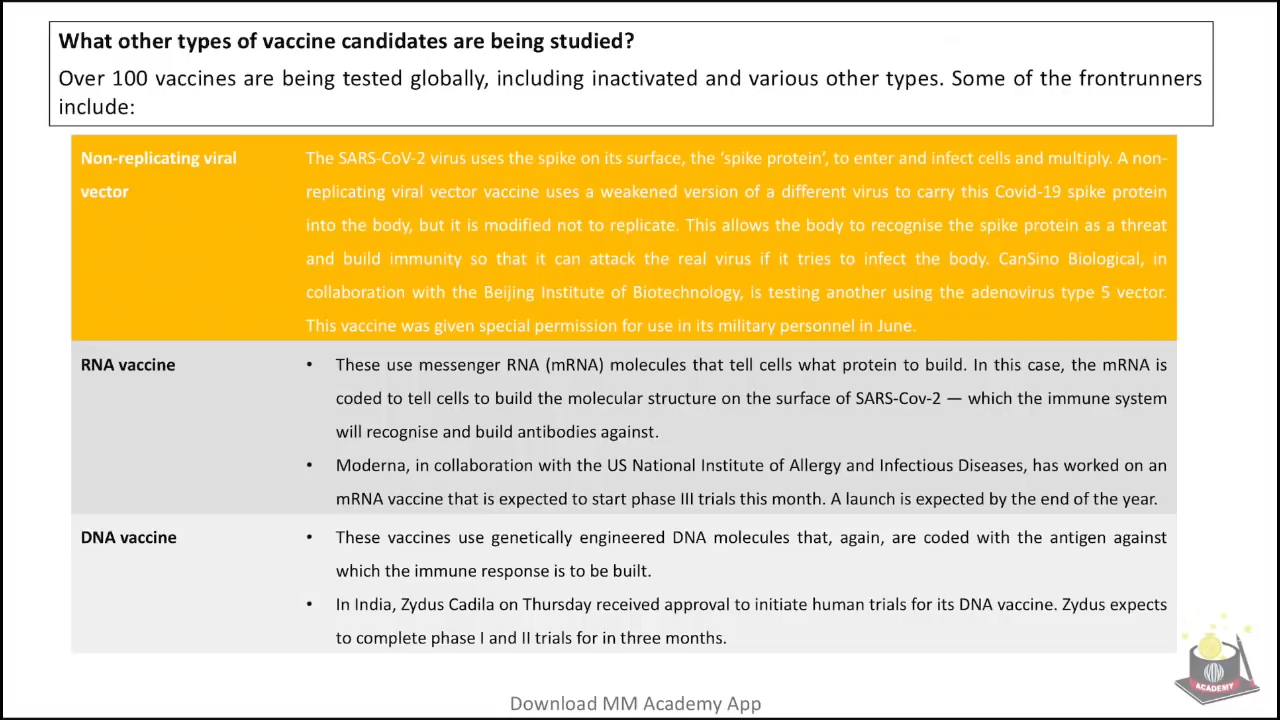 What other types of vaccine candidates are being studied?
Over 100 vaccines are being tested globally, including inactivated and various other types. Some of the frontrunners
include:
Non-replicating viral
vector
The SARS-CoV-2 virus uses the spike on its surface, the ‘spike protein’, to enter and infect cells and multiply. A non-
replicating viral vector vaccine uses a weakened version of a different virus to carry this Covid-19 spike protein
into the body, but it is modified not to replicate. This allows the body to recognise the spike protein as a threat
and build immunity so that it can attack the real virus if it tries to infect the body. CanSino Biological, in
collaboration with the Beijing Institute of Biotechnology, is testing another using the adenovirus type 5 vector.
This vaccine was given special permission for use in its military personnel in June.
RNA vaccine
• These use messenger RNA (mRNA) molecules that tell cells what protein to build. In this case, the mRNA is
coded to tell cells to build the molecular structure on the surface of SARS-Cov-2 — which the immune system
will recognise and build antibodies against.
• Moderna, in collaboration with the US National Institute of Allergy and Infectious Diseases, has worked on an
mRNA vaccine that is expected to start phase III trials this month. A launch is expected by the end of the year.
DNA vaccine
• These vaccines use genetically engineered DNA molecules that, again, are coded with the antigen against
which the immune response is to be built.
• In India, Zydus Cadila on Thursday received approval to initiate human trials for its DNA vaccine. Zydus expects
to complete phase I and II trials for in three months.
ACADEMY
Download MM Academy App